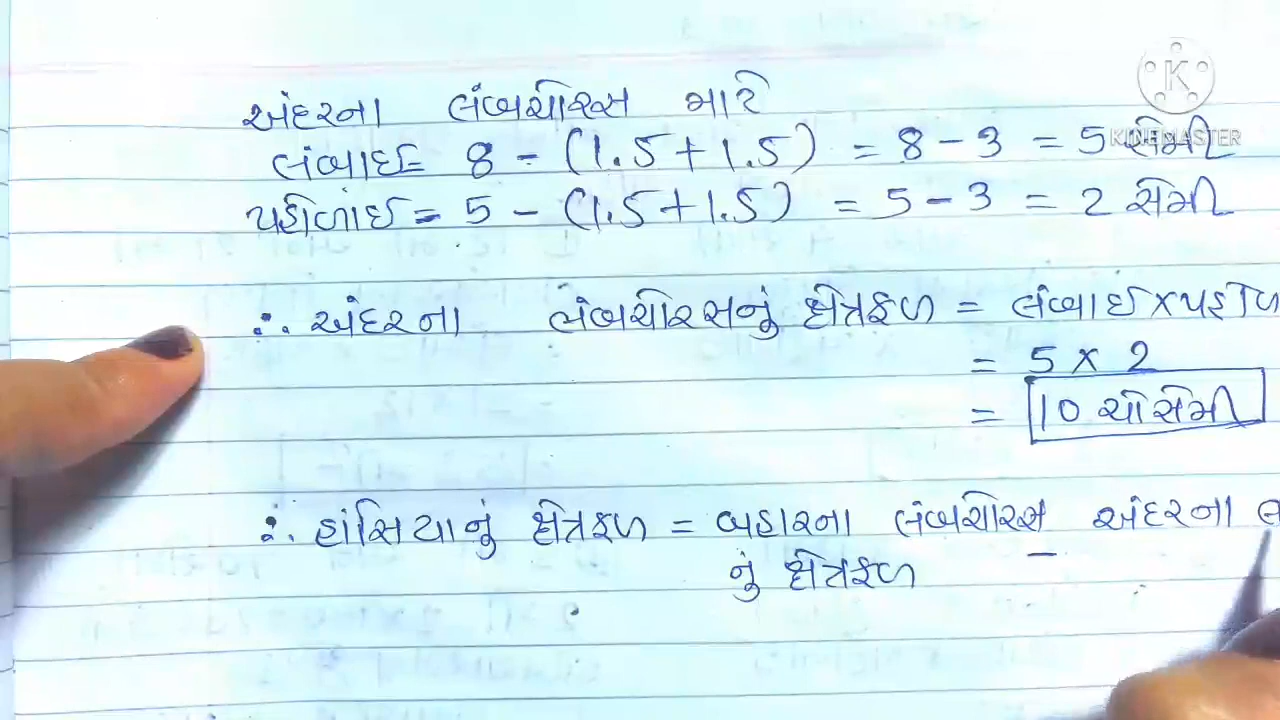 અંદરના લંબચોરસ માટે
K
KINEMASTER
લંબાઈ 8 - (1.5 + 1.5) = 8 - 3 = 5 સેમી
પહોળાઈ = 5 - (1.5 + 1.5) = 5 - 3 = 2 સેમી
∴ અંદરના લંબચોરસનું ક્ષેત્રફળ = લંબાઈ × પહોળ
= 5 × 2
= 10 ચોસેમી
∴ હાંસિયાનું ક્ષેત્રફળ = બહારના લંબચોરસ - અંદરના લ
નું ક્ષેત્રફળ